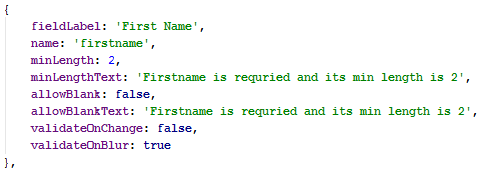 {
fieldLabel: 'First Name',
name: 'firstname',
minLength: 2,
minLengthText: 'Firstname is requried and its min length is 2',
allowBlank: false,
allowBlankText: 'Firstname is requried and its min length is 2',
validateOnChange: false,
validateOnBlur: true
},